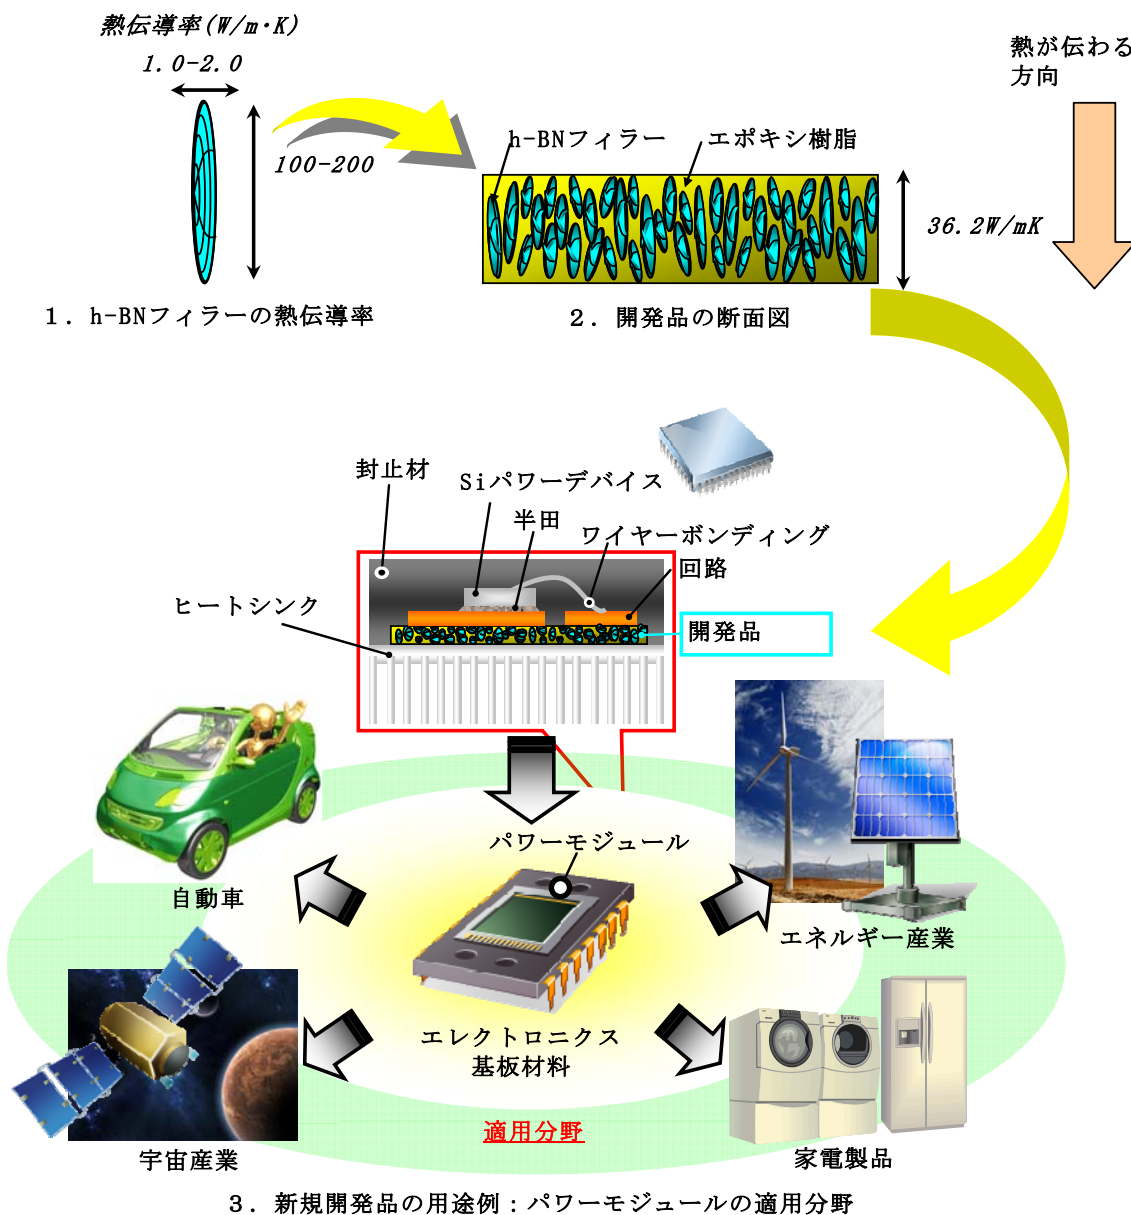 熱伝導率(W/m・K)
1.0-2.0
100-200
1．h-BNフィラーの熱伝導率
h-BNフィラー
エポキシ樹脂
36.2W/mK
2．開発品の断面図
熱が伝わる
方向
封止材
Siパワーデバイス
半田
ワイヤーボンディング
回路
ヒートシンク
開発品
パワーモジュール
自動車
エネルギー産業
エレクトロニクス
基板材料
適用分野
宇宙産業
家電製品
3．新規開発品の用途例：パワーモジュールの適用分野